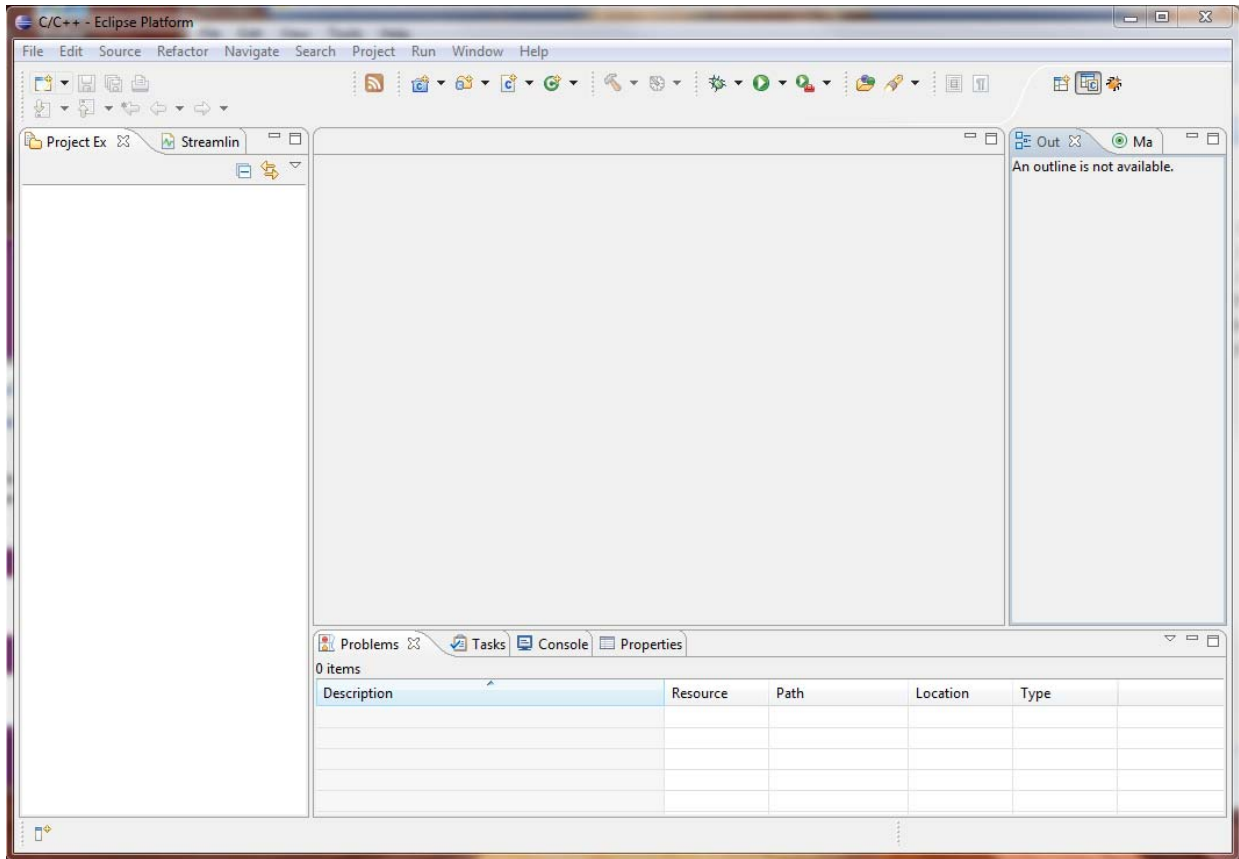 C/C++ - Eclipse Platform
File Edit Source Refactor Navigate Search Project Run Window Help
Project Ex
Streamlin
Out
Ma
An outline is not available.
Problems
Tasks
Console
Properties
0 items
Description Resource Path Location Type